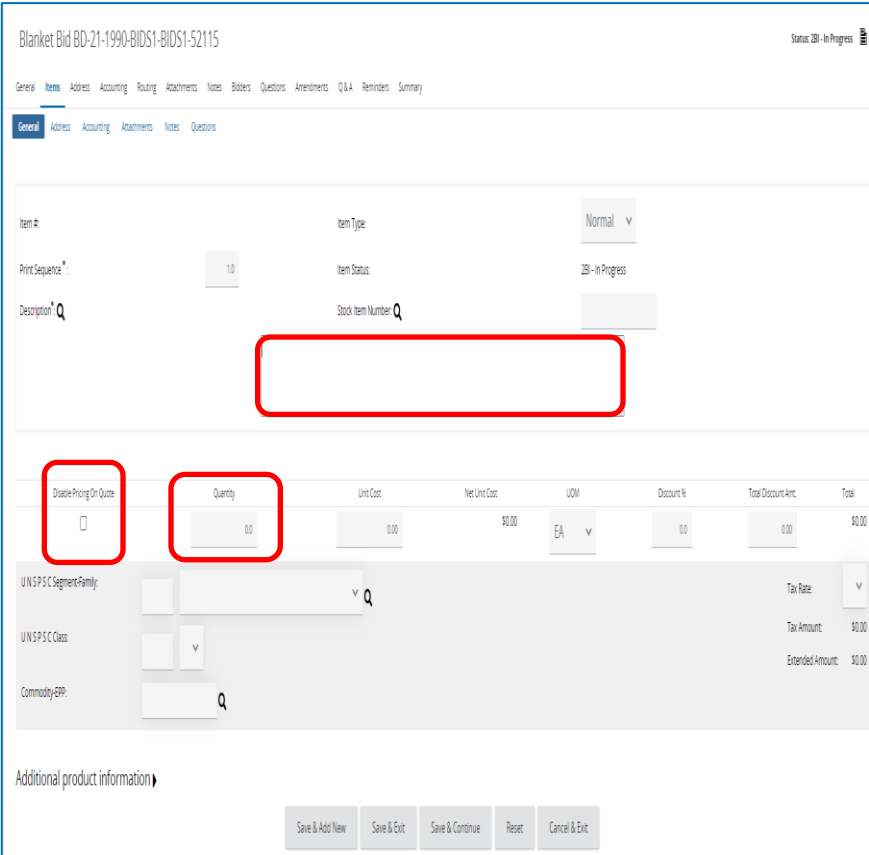 Blanket Bid BD-21-1990-BIDS1-BIDS1-52115 Status: 2BI - In Progress
General Items Address Accounting Routing Attachments Notes Bidders Questions Amendments Q & A Reminders Summary
General Address Accounting Attachments Notes Questions
Item #: Item Type: Normal
Print Sequence*: 1.0 Item Status: 2BI - In Progress
Description*: Stock Item Number:
Disable Pricing On Quote Quantity Unit Cost Net Unit Cost UOM Discount % Total Discount Amt. Total
0.0 0.00 $0.00 EA 0.0 0.00 $0.00
U N S P S C Segment-Family: Tax Rate:
U N S P S C Class: Tax Amount: $0.00
Extended Amount: $0.00
Commodity-EPP:
Additional product information
Save & Add New Save & Exit Save & Continue Reset Cancel & Exit